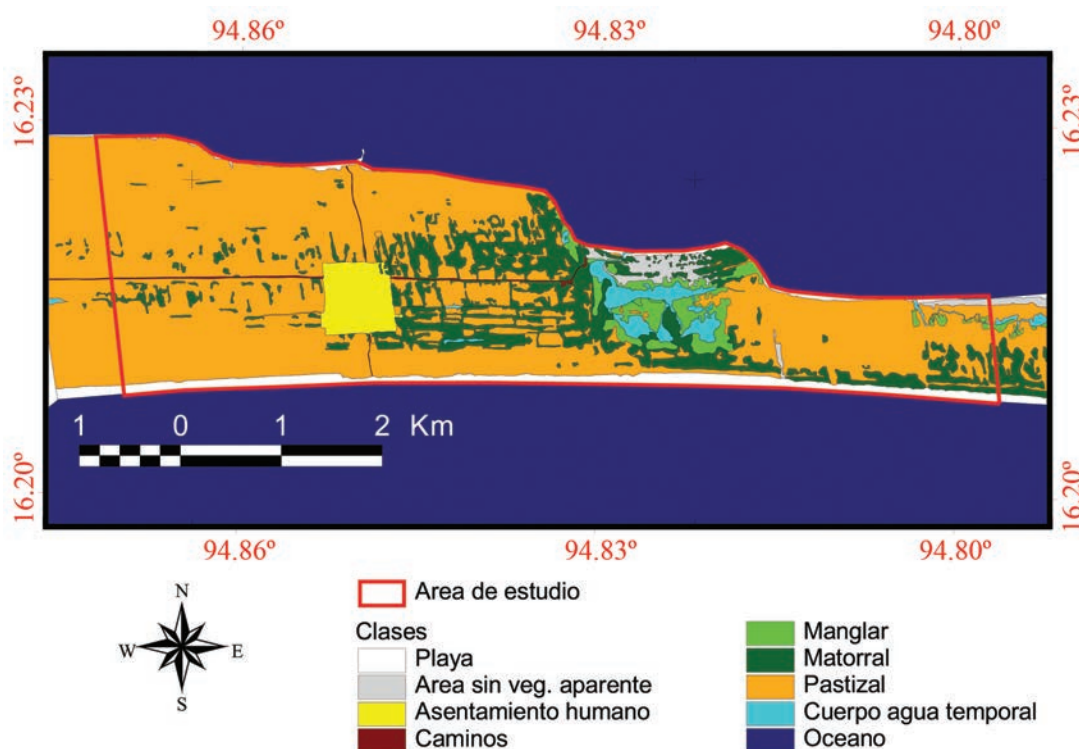 94.86º 94.83º 94.80º
16.23º 16.23º
1 0 1 2 Km
16.20º 16.20º
94.86º 94.83º 94.80º
N
W E
S
Area de estudio
Clases
Playa
Area sin veg. aparente
Asentamiento humano
Caminos
Manglar
Matorral
Pastizal
Cuerpo agua temporal
Oceano